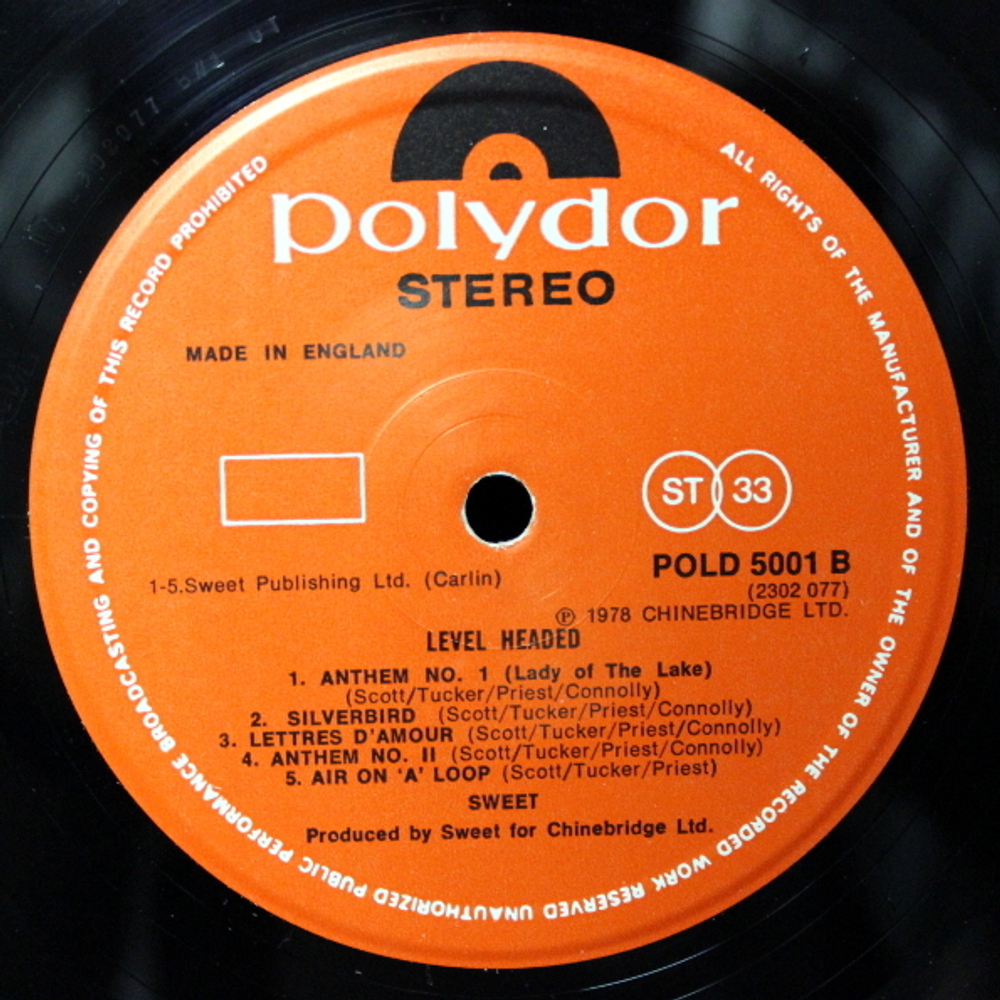 polydor
STEREO
MADE IN ENGLAND
ST 33
POLD 5001 B
(2302 077)
1-5.Sweet Publishing Ltd. (Carlin)
℗ 1978 CHINEBRIDGE LTD.
LEVEL HEADED
1. ANTHEM NO. 1 (Lady of The Lake)
(Scott/Tucker/Priest/Connolly)
2. SILVERBIRD (Scott/Tucker/Priest/Connolly)
3. LETTRES D'AMOUR (Scott/Tucker/Priest/Connolly)
4. ANTHEM NO. II (Scott/Tucker/Priest/Connolly)
5. AIR ON 'A' LOOP (Scott/Tucker/Priest)
SWEET
Produced by Sweet for Chinebridge Ltd.
ALL RIGHTS OF THE MANUFACTURER AND OF THE OWNER OF THE RECORDED WORK RESERVED UNAUTHORIZED PUBLIC PERFORMANCE BROADCASTING AND COPYING OF THIS RECORD PROHIBITED